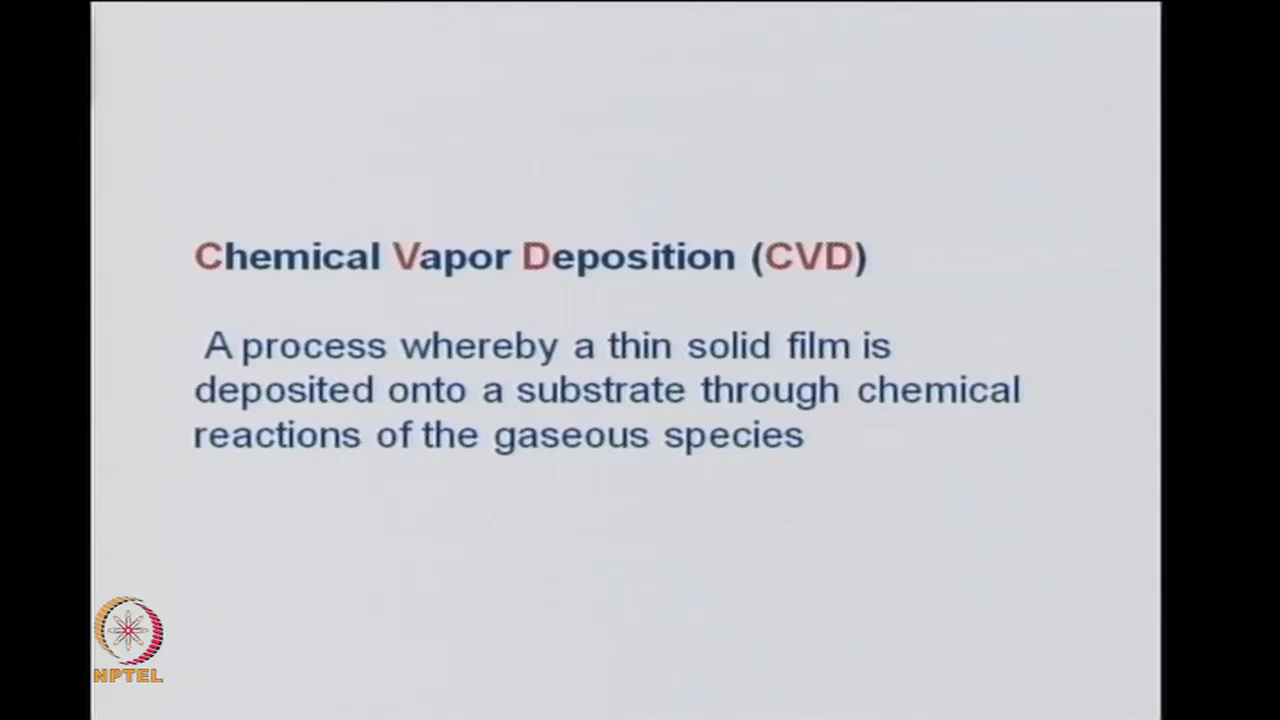 Chemical Vapor Deposition (CVD)
A process whereby a thin solid film is
deposited onto a substrate through chemical
reactions of the gaseous species
NPTEL